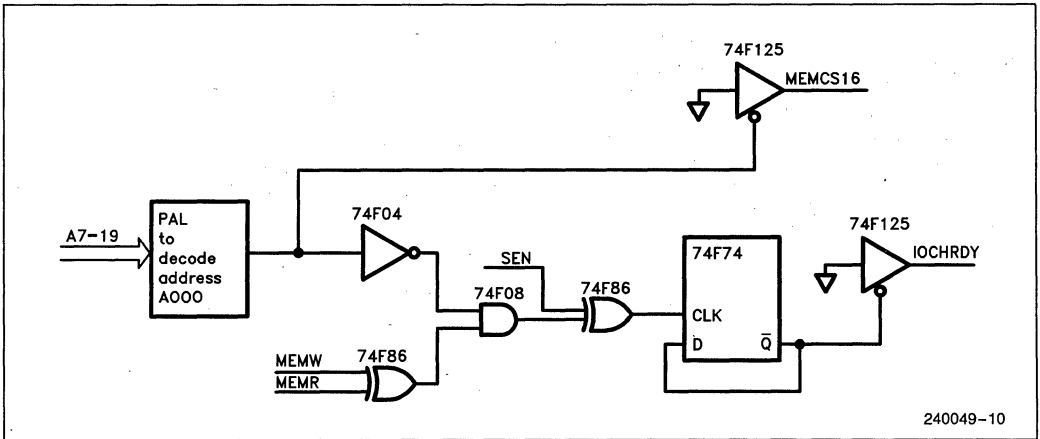 74F125
MEMCS16
A7-19
PAL
to
decode
address
A000
74F04
SEN
74F08
74F86
74F74
CLK
D
Q̅
74F125
IOCHRDY
MEMW
MEMR
74F86
240049-10